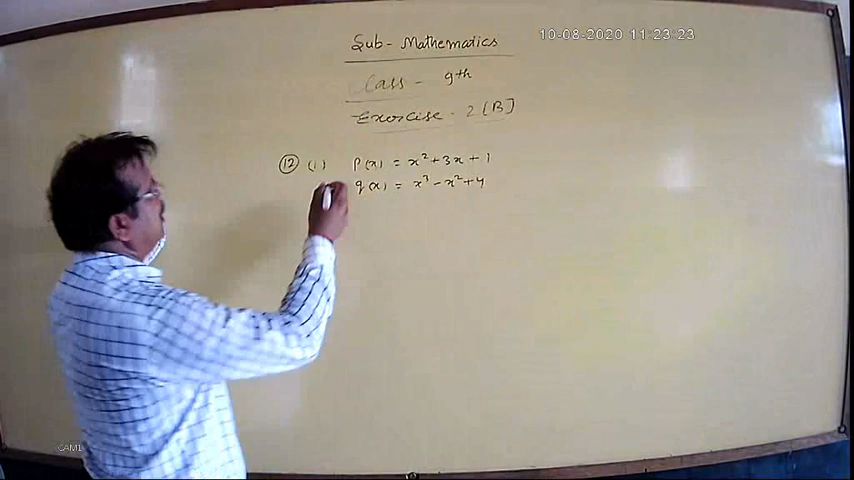 Sub - Mathematics
10-08-2020 11:23:23
Class - 9th
Exercise - 2 [B]
(12) (i) p(x) = x² + 3x + 1
q(x) = x³ - x² + 4
CAM1